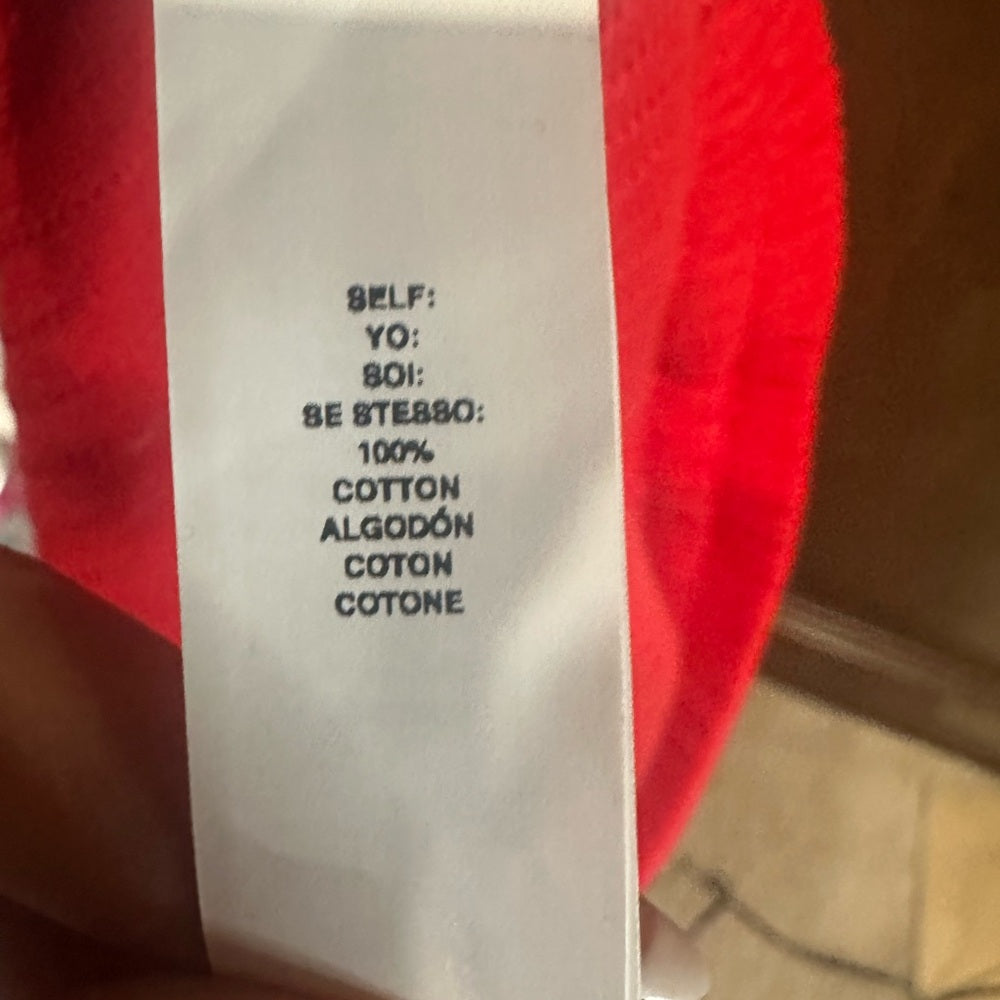 SELF:
YO:
SOI:
SE STESSO:
100%
COTTON
ALGODÓN
COTON
COTONE